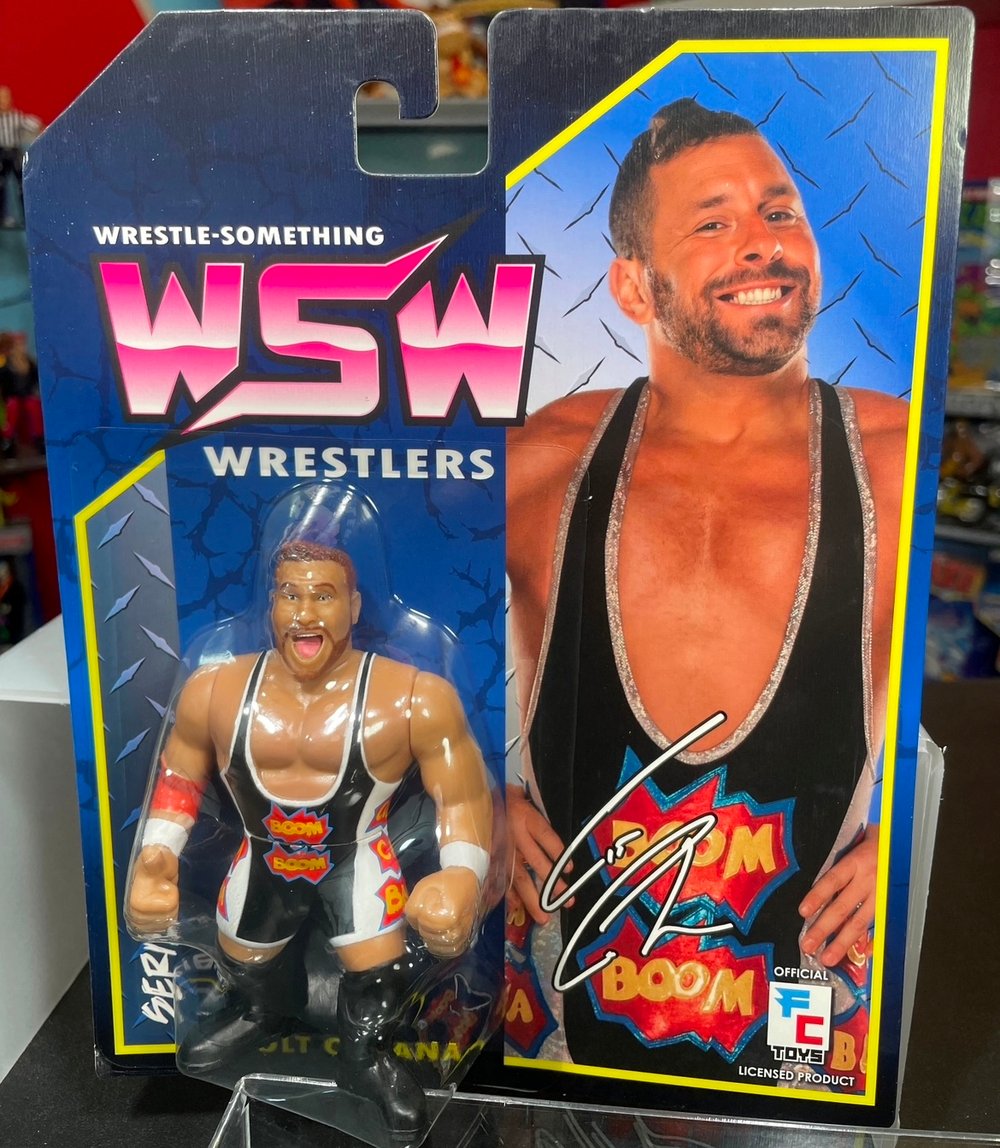 WRESTLE-SOMETHING
WSW
WRESTLERS
BOOM
BOOM
BOOM
BOOM
OFFICIAL
FC
TOYS
LICENSED PRODUCT